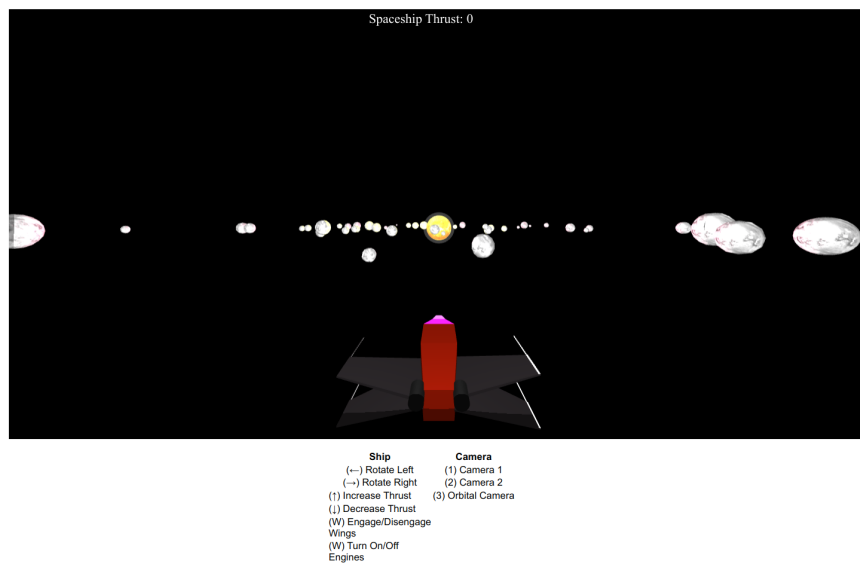 Spaceship Thrust: 0
Ship Camera
(←) Rotate Left (1) Camera 1
(→) Rotate Right (2) Camera 2
(↑) Increase Thrust (3) Orbital Camera
(↓) Decrease Thrust
(W) Engage/Disengage
Wings
(W) Turn On/Off
Engines